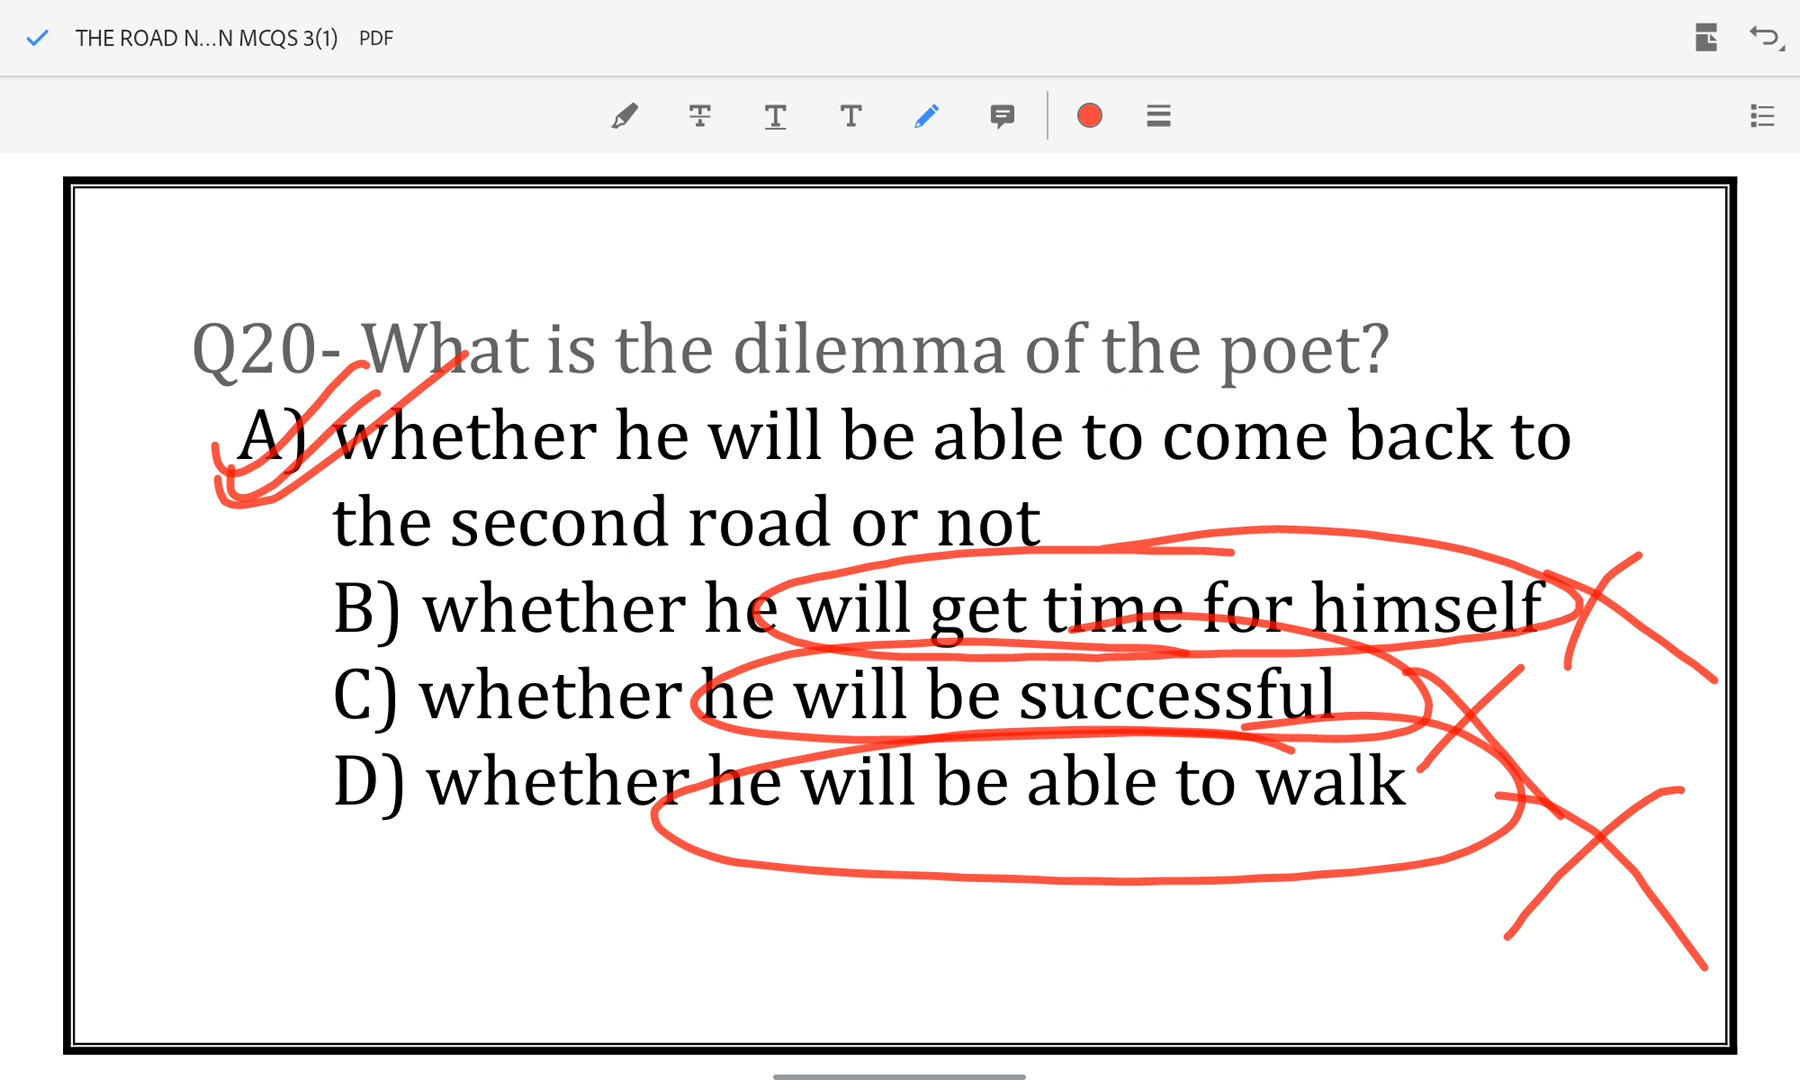 THE ROAD N...N MCQS 3(1) PDF
Q20- What is the dilemma of the poet?
A) whether he will be able to come back to
the second road or not
B) whether he will get time for himself
C) whether he will be successful
D) whether he will be able to walk